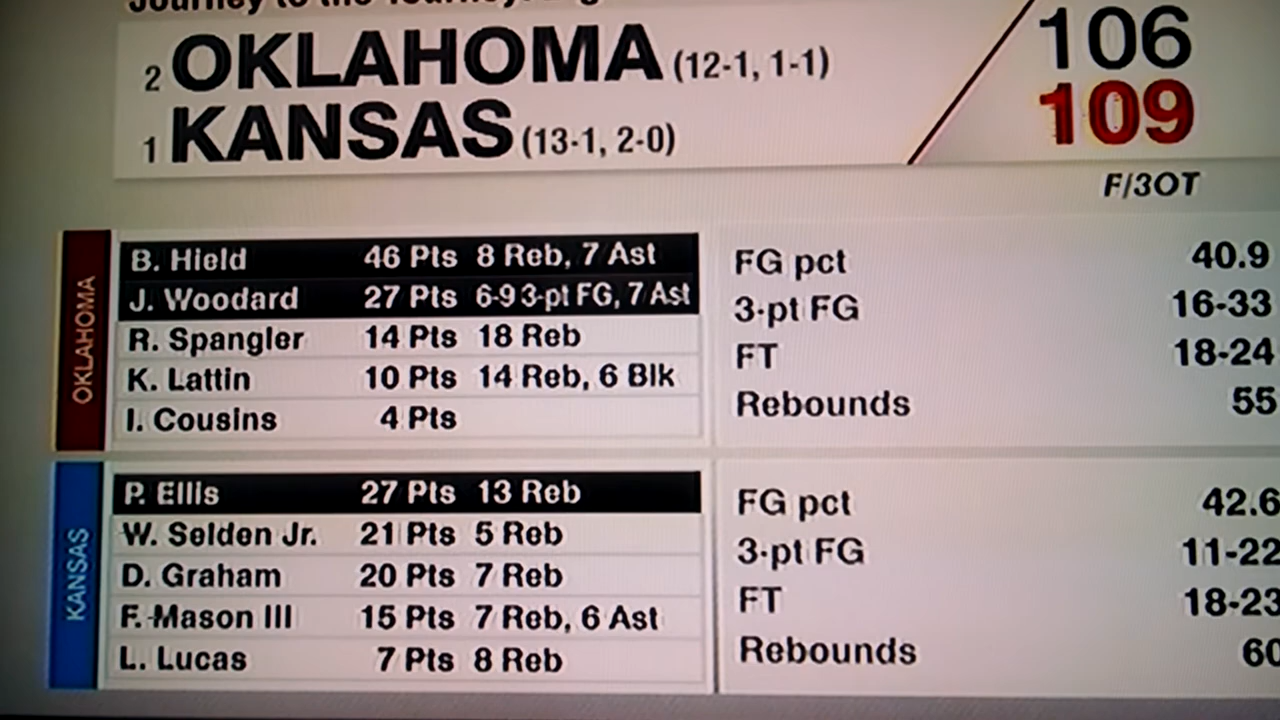 Journey to the Tourney
2 OKLAHOMA (12-1, 1-1) 106
1 KANSAS (13-1, 2-0) 109
F/3OT
OKLAHOMA
B. Hield 46 Pts 8 Reb, 7 Ast
J. Woodard 27 Pts 6-9 3-pt FG, 7 Ast
R. Spangler 14 Pts 18 Reb
K. Lattin 10 Pts 14 Reb, 6 Blk
I. Cousins 4 Pts
FG pct 40.9
3-pt FG 16-33
FT 18-24
Rebounds 55
KANSAS
P. Ellis 27 Pts 13 Reb
W. Selden Jr. 21 Pts 5 Reb
D. Graham 20 Pts 7 Reb
F. Mason III 15 Pts 7 Reb, 6 Ast
L. Lucas 7 Pts 8 Reb
FG pct 42.6
3-pt FG 11-22
FT 18-23
Rebounds 60